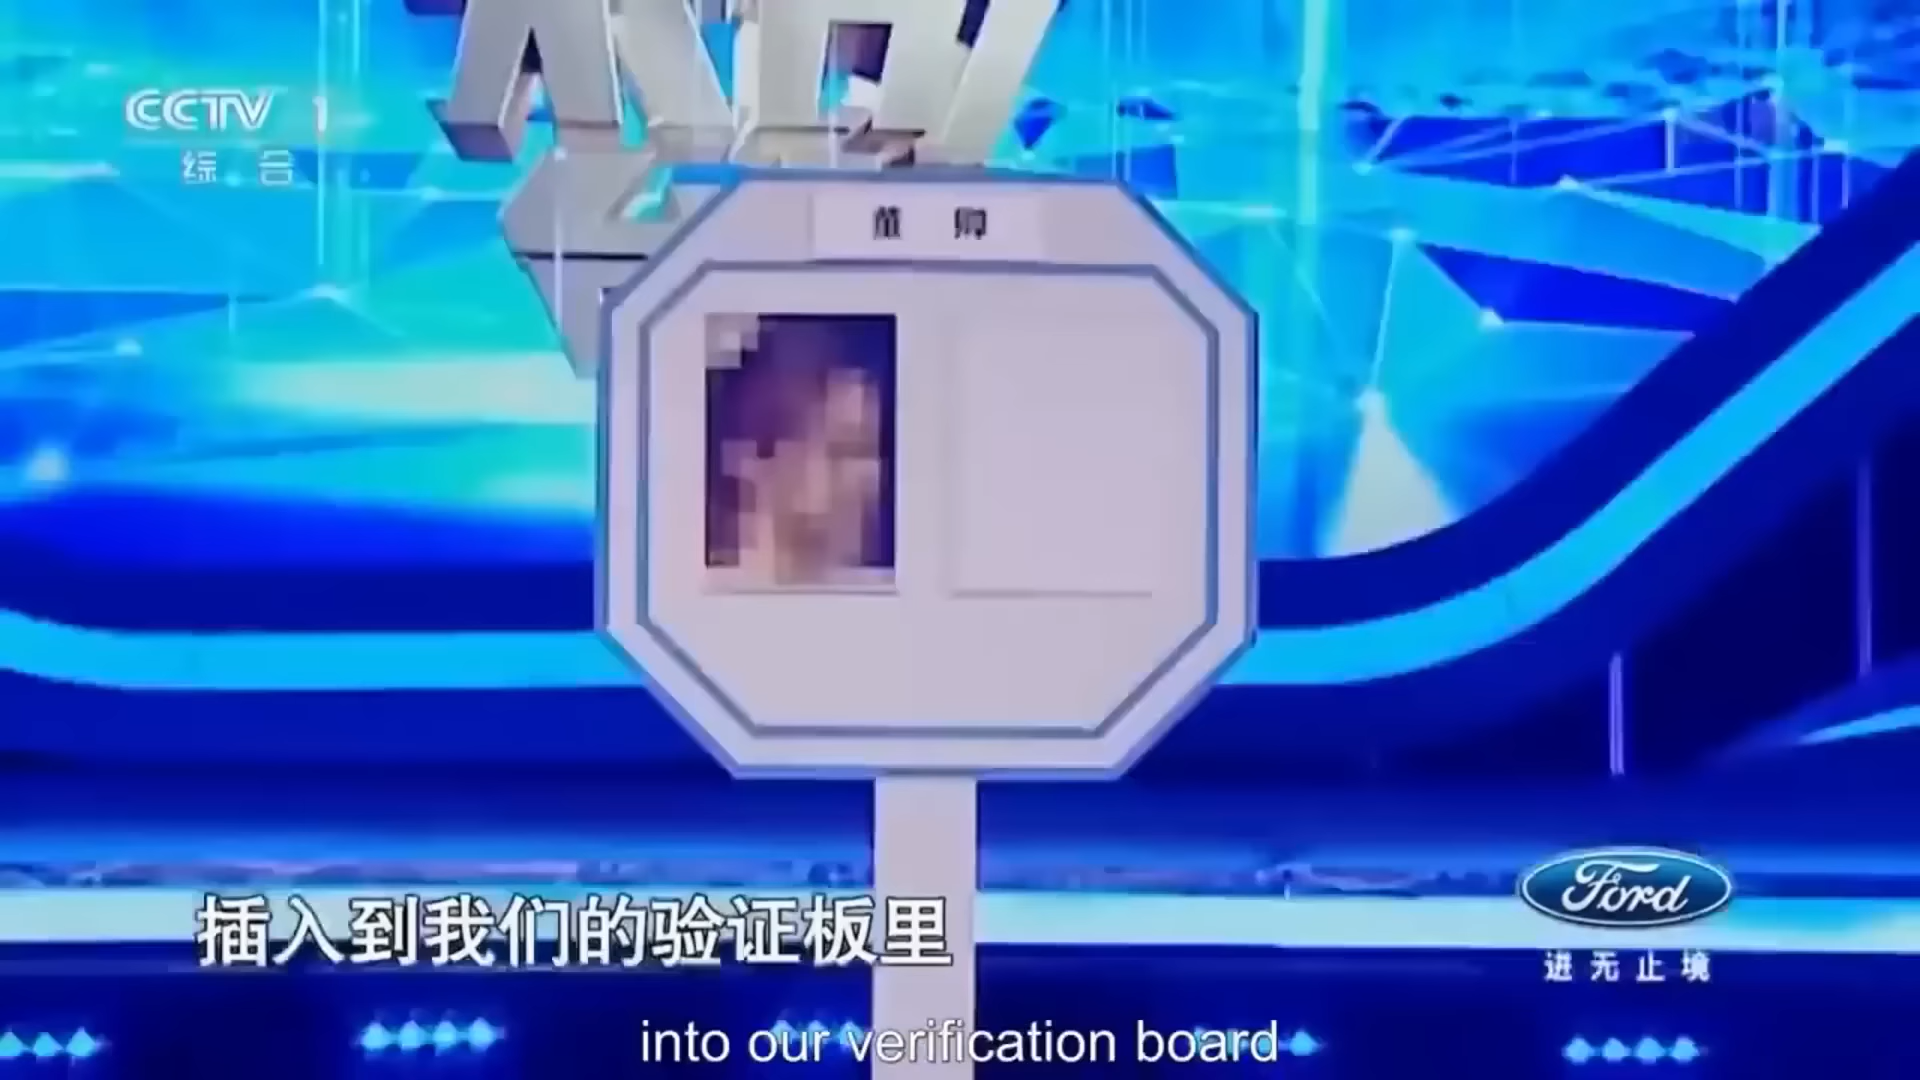 CCTV 1
综合
董 卿
Ford
进无止境
插入到我们的验证板里
into our verification board